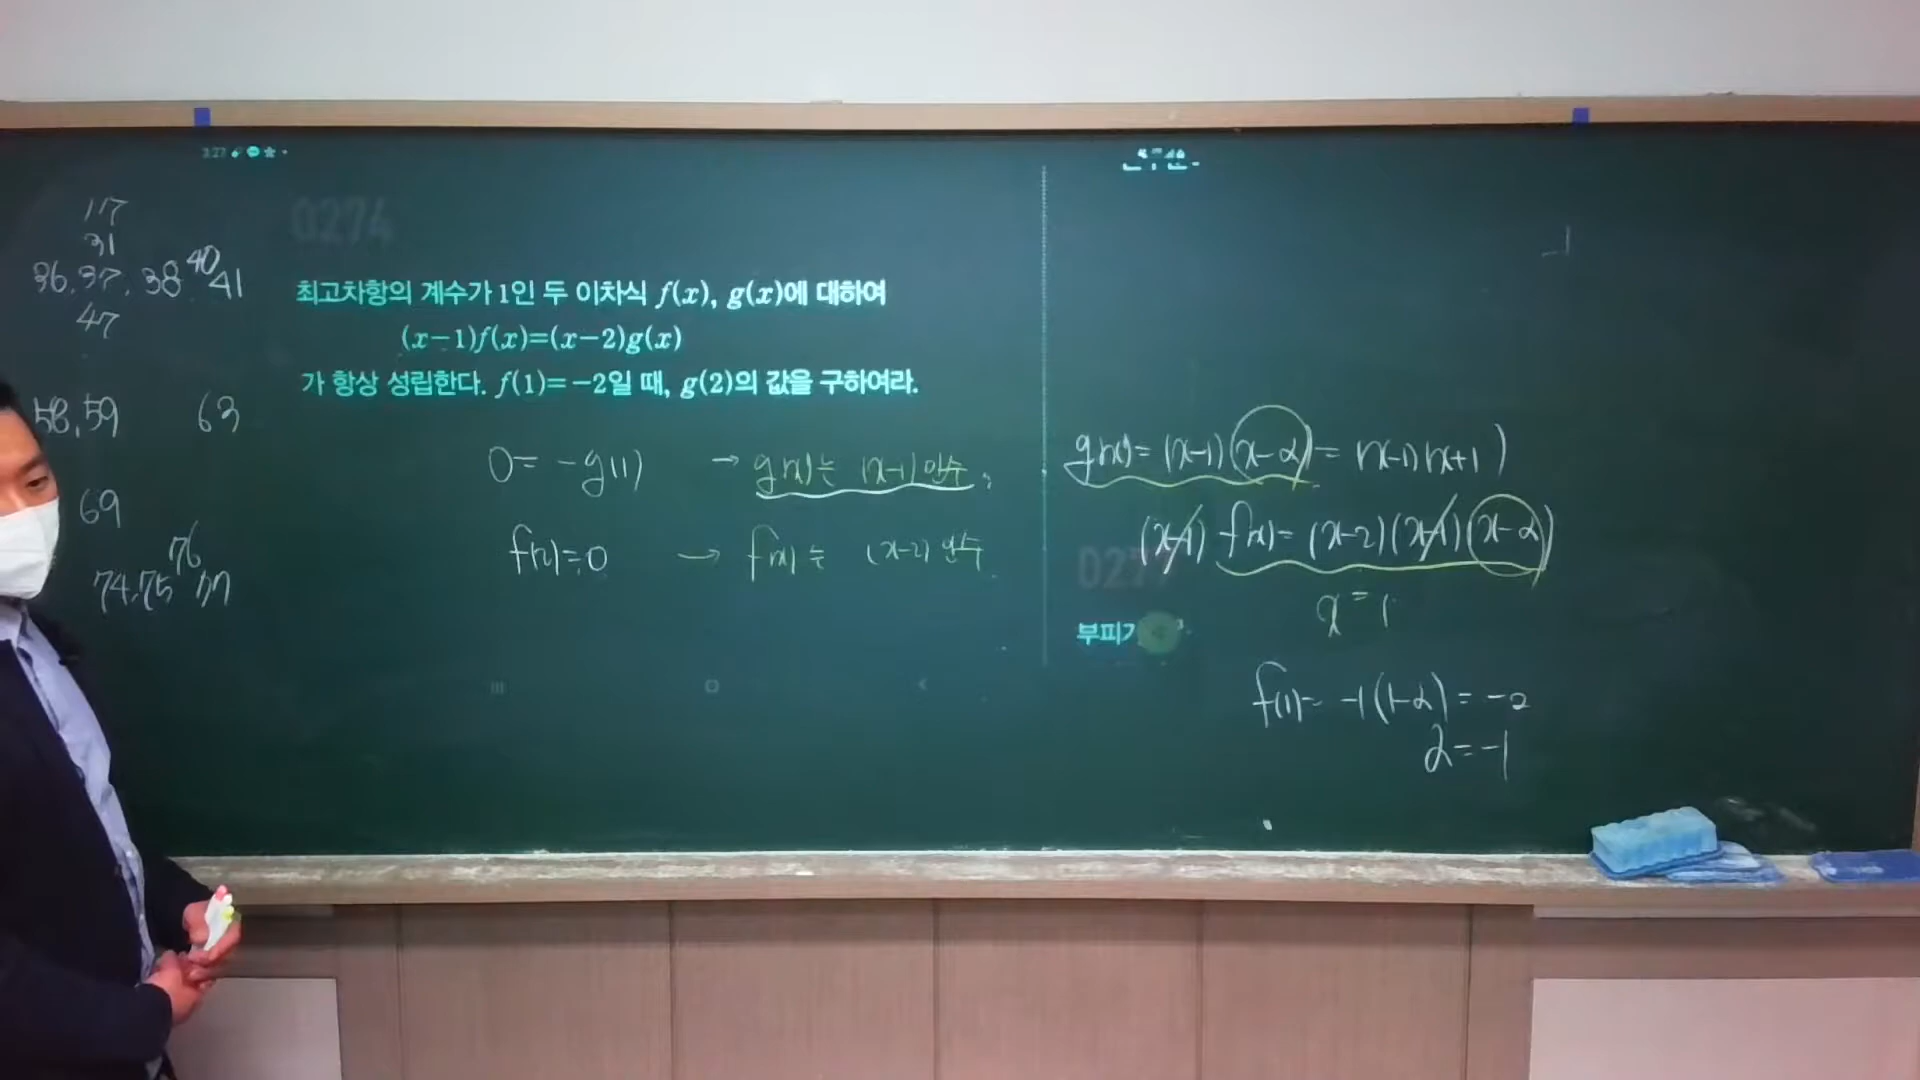 3:27
17
31
36, 37, 38 40 41
47
58, 59 63
69
76
74, 75 77
0274
최고차항의 계수가 1인 두 이차식 f(x), g(x)에 대하여
(x-1)f(x)=(x-2)g(x)
가 항상 성립한다. f(1)=-2일 때, g(2)의 값을 구하여라.
0 = -g(1) → g(x)는 (x-1) 인수
f(2)=0 → f(x)는 (x-2) 인수
g(x) = (x-1)(x-α) = (x-1)(x+1)
(x-1) f(x) = (x-2)(x-1)(x-α)
x = 1
f(1) = -1(1-α) = -2
α = -1
027
부피가